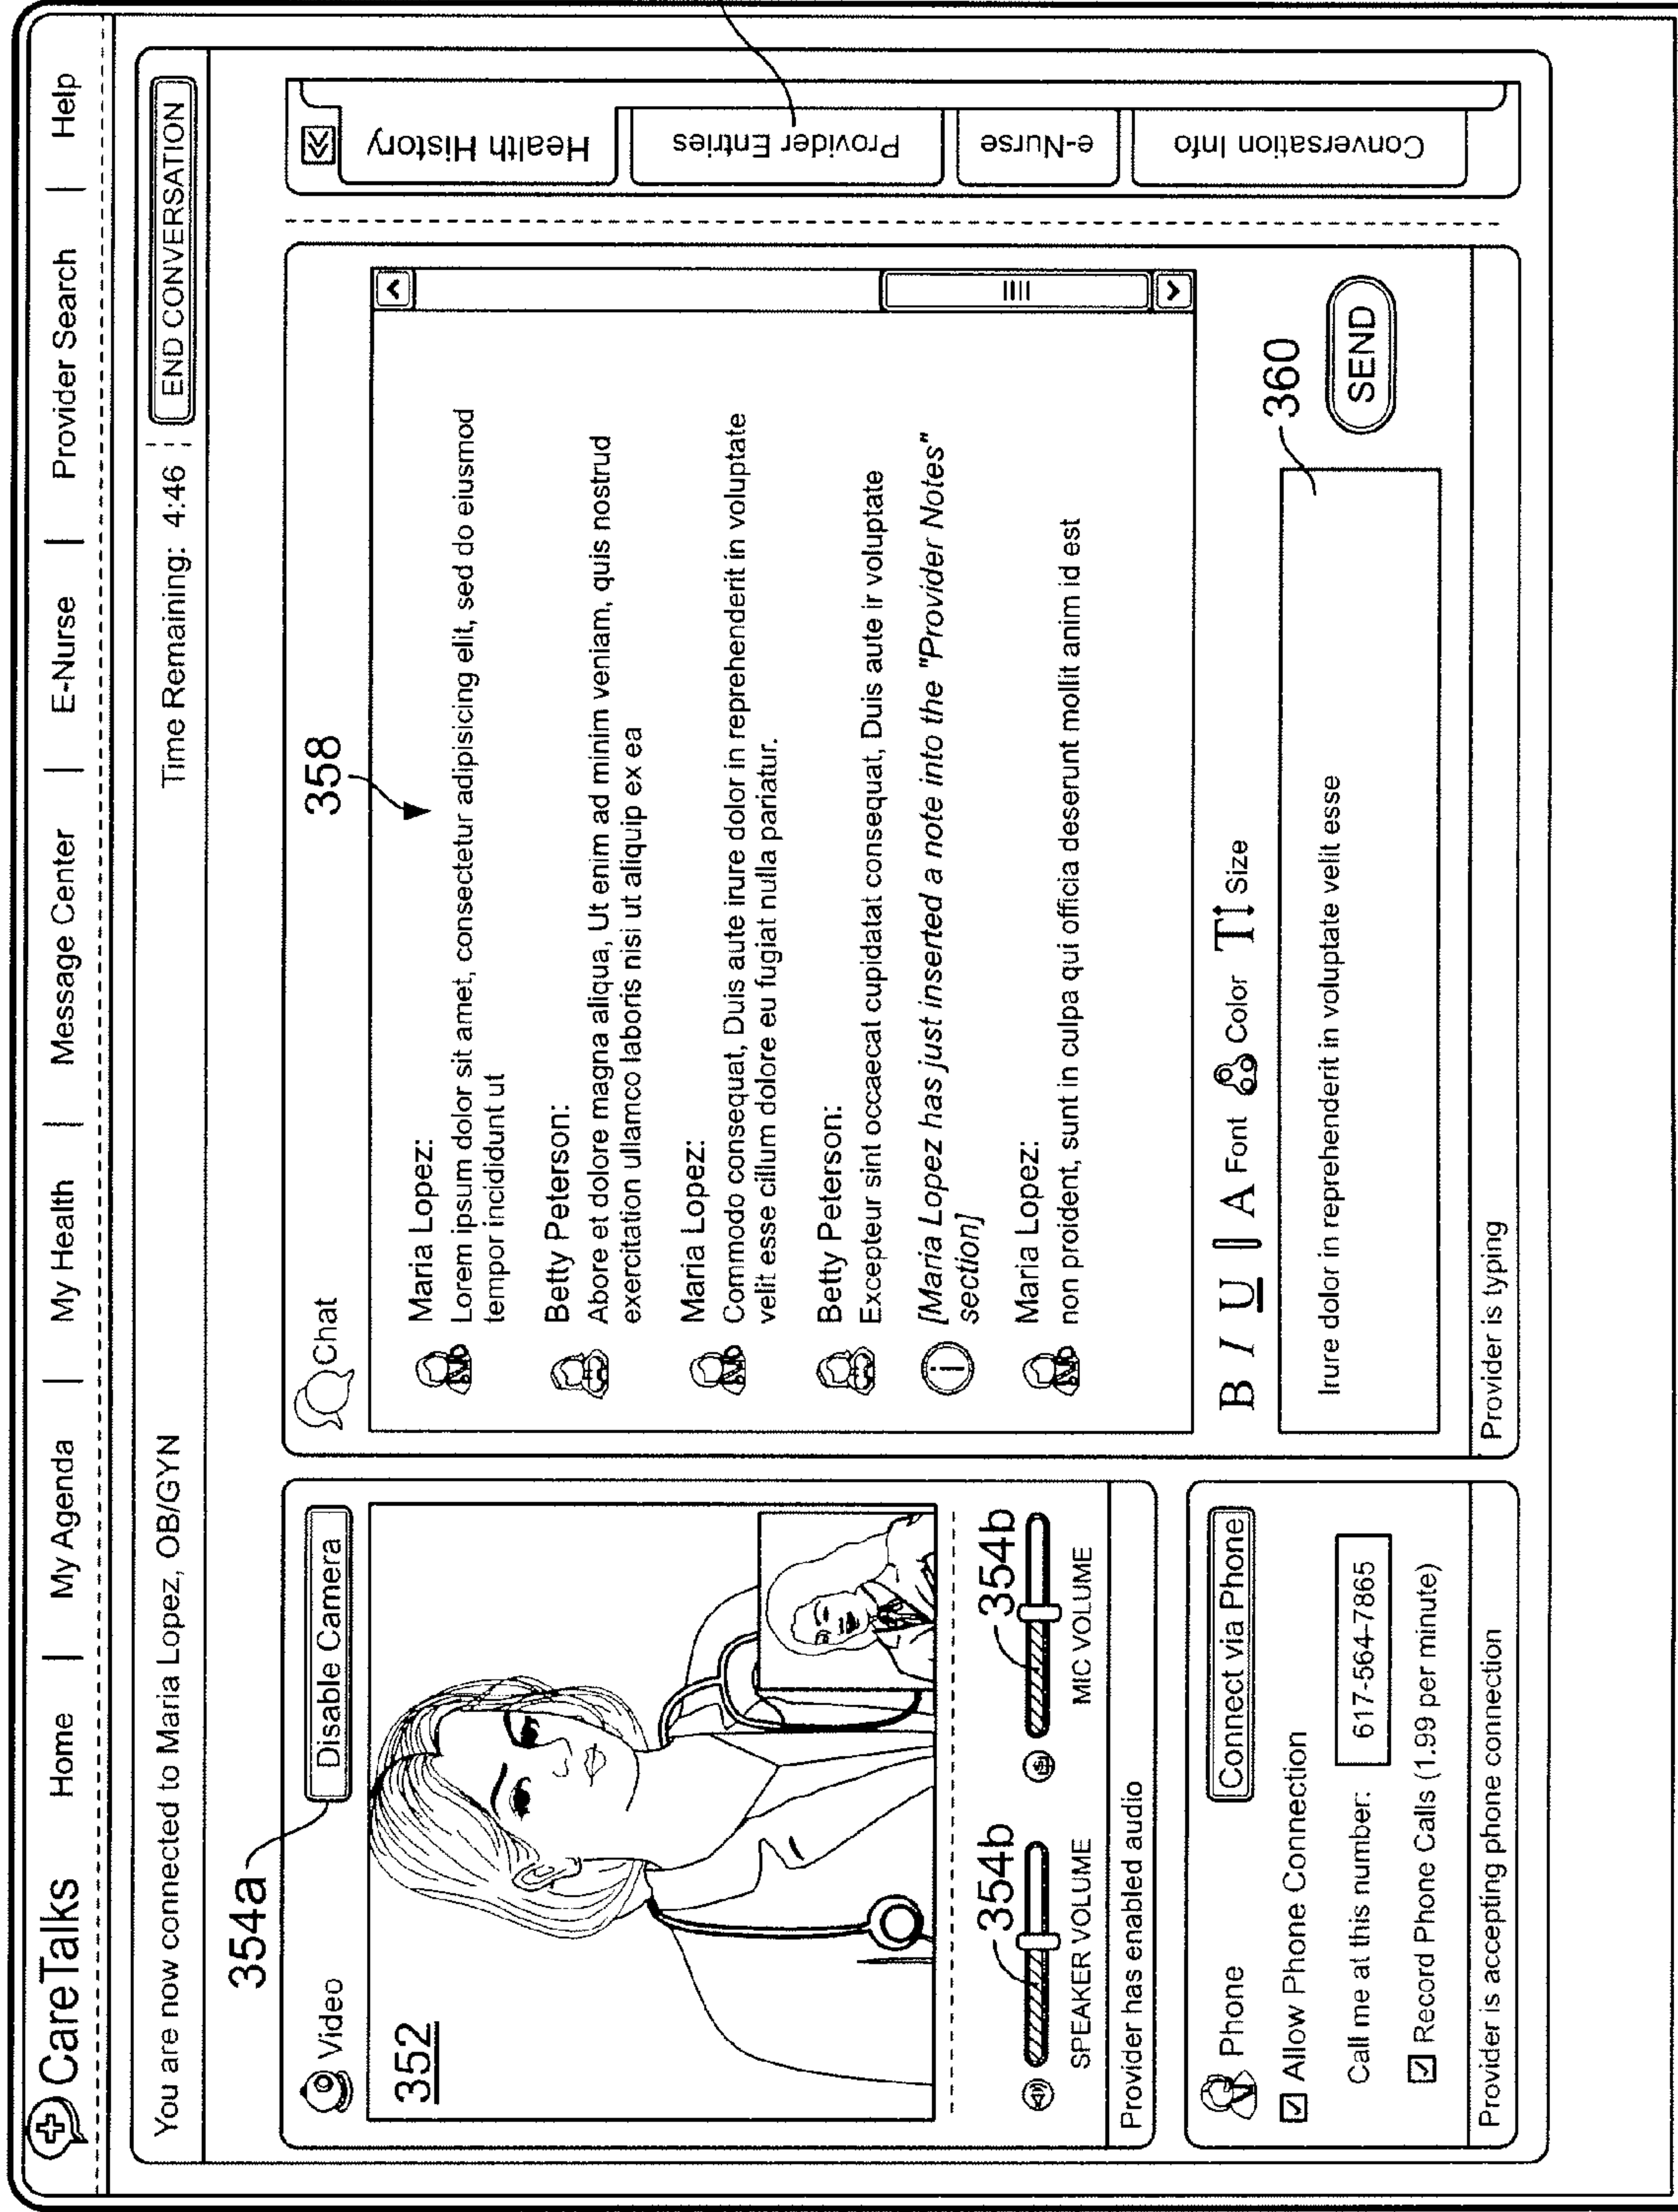 CareTalks
Home | My Agenda | My Health | Message Center | E-Nurse | Provider Search | Help
You are now connected to Maria Lopez, OB/GYN
Time Remaining: 4:46
END CONVERSATION
354a
Video
Disable Camera
352
354b
354b
SPEAKER VOLUME
MIC VOLUME
Provider has enabled audio
Phone
Connect via Phone
Allow Phone Connection
Call me at this number: 617-564-7865
Record Phone Calls (1.99 per minute)
Provider is accepting phone connection
Chat
358
Maria Lopez:
Lorem ipsum dolor sit amet, consectetur adipisicing elit, sed do eiusmod
tempor incididunt ut
Betty Peterson:
Abore et dolore magna aliqua, Ut enim ad minim veniam, quis nostrud
exercitation ullamco laboris nisi ut aliquip ex ea
Maria Lopez:
Commodo consequat, Duis aute irure dolor in reprehenderit in voluptate
velit esse cillum dolore eu fugiat nulla pariatur.
Betty Peterson:
Excepteur sint occaecat cupidatat consequat, Duis aute ir voluptate
[Maria Lopez has just inserted a note into the "Provider Notes"
section]
Maria Lopez:
non proident, sunt in culpa qui officia deserunt mollit anim id est
B I U A Font Color T Size
360
Irure dolor in reprehenderit in voluptate velit esse
SEND
Provider is typing
Health History
Provider Entries
e-Nurse
Conversation Info